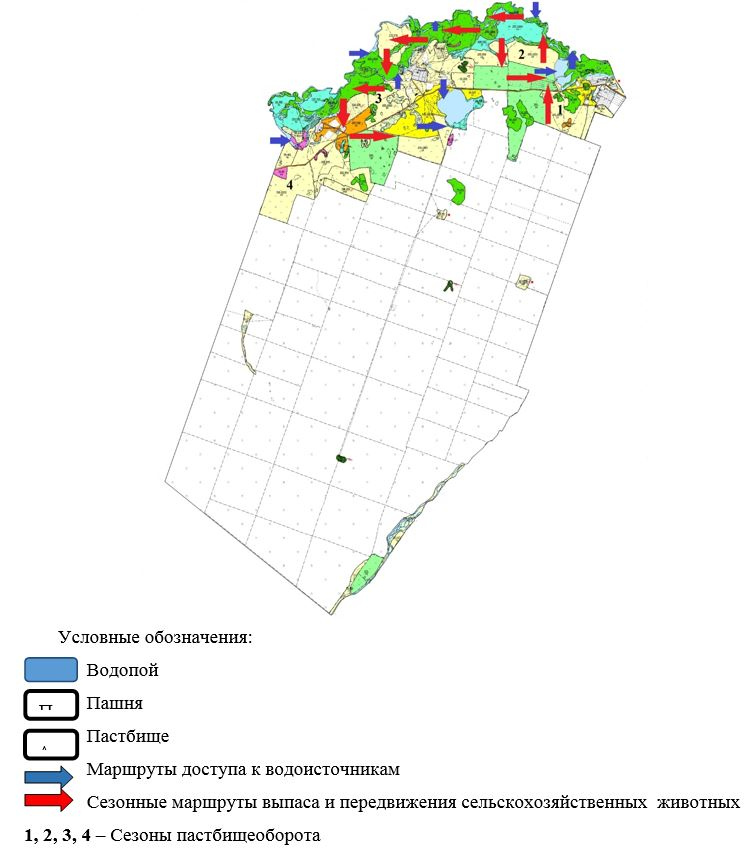 2
3
1
4
Условные обозначения:
Водопой
Пашня
Пастбище
Маршруты доступа к водоисточникам
Сезонные маршруты выпаса и передвижения сельскохозяйственных животных
1, 2, 3, 4 – Сезоны пастбищеоборота